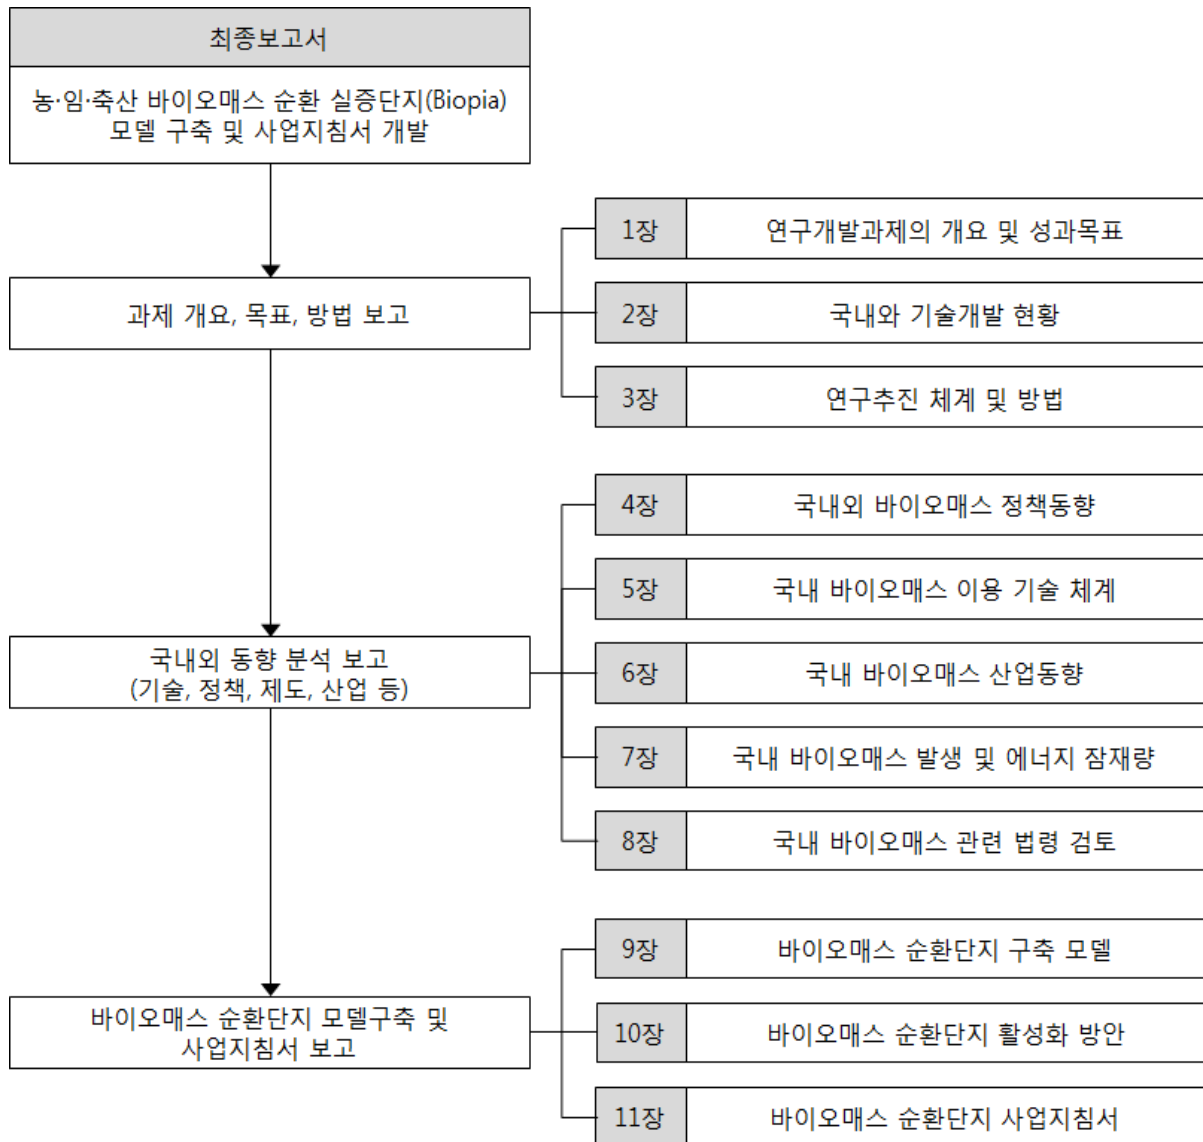 최종보고서
농·임·축산 바이오매스 순환 실증단지(Biopia)
모델 구축 및 사업지침서 개발
과제 개요, 목표, 방법 보고
1장 연구개발과제의 개요 및 성과목표
2장 국내와 기술개발 현황
3장 연구추진 체계 및 방법
국내외 동향 분석 보고
(기술, 정책, 제도, 산업 등)
4장 국내외 바이오매스 정책동향
5장 국내 바이오매스 이용 기술 체계
6장 국내 바이오매스 산업동향
7장 국내 바이오매스 발생 및 에너지 잠재량
8장 국내 바이오매스 관련 법령 검토
바이오매스 순환단지 모델구축 및
사업지침서 보고
9장 바이오매스 순환단지 구축 모델
10장 바이오매스 순환단지 활성화 방안
11장 바이오매스 순환단지 사업지침서